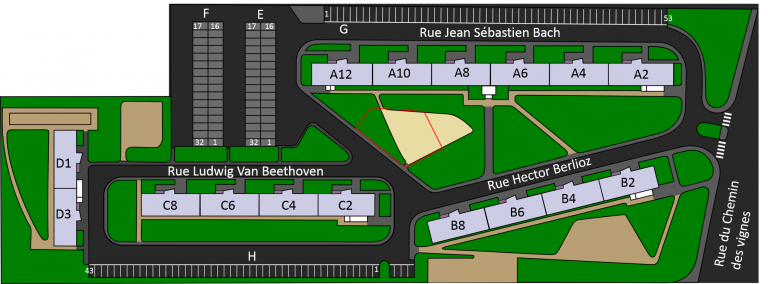 F E
17 16 17 16
1
53
G
Rue Jean Sébastien Bach
A12 A10 A8 A6 A4 A2
32 1 32 1
D1
D3
Rue Ludwig Van Beethoven
Rue Hector Berlioz
C8 C6 C4 C2
B8 B6 B4 B2
H
43
1
Rue du Chemin
des vignes